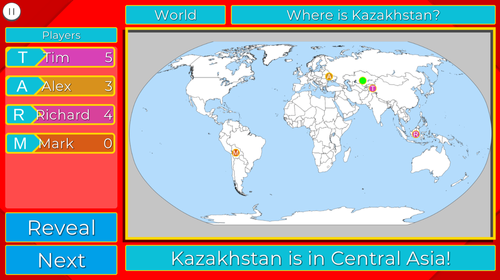 World
Where is Kazakhstan?
Players
T Tim 5
A Alex 3
R Richard 4
M Mark 0
A
T
R
M
Reveal
Next
Kazakhstan is in Central Asia!